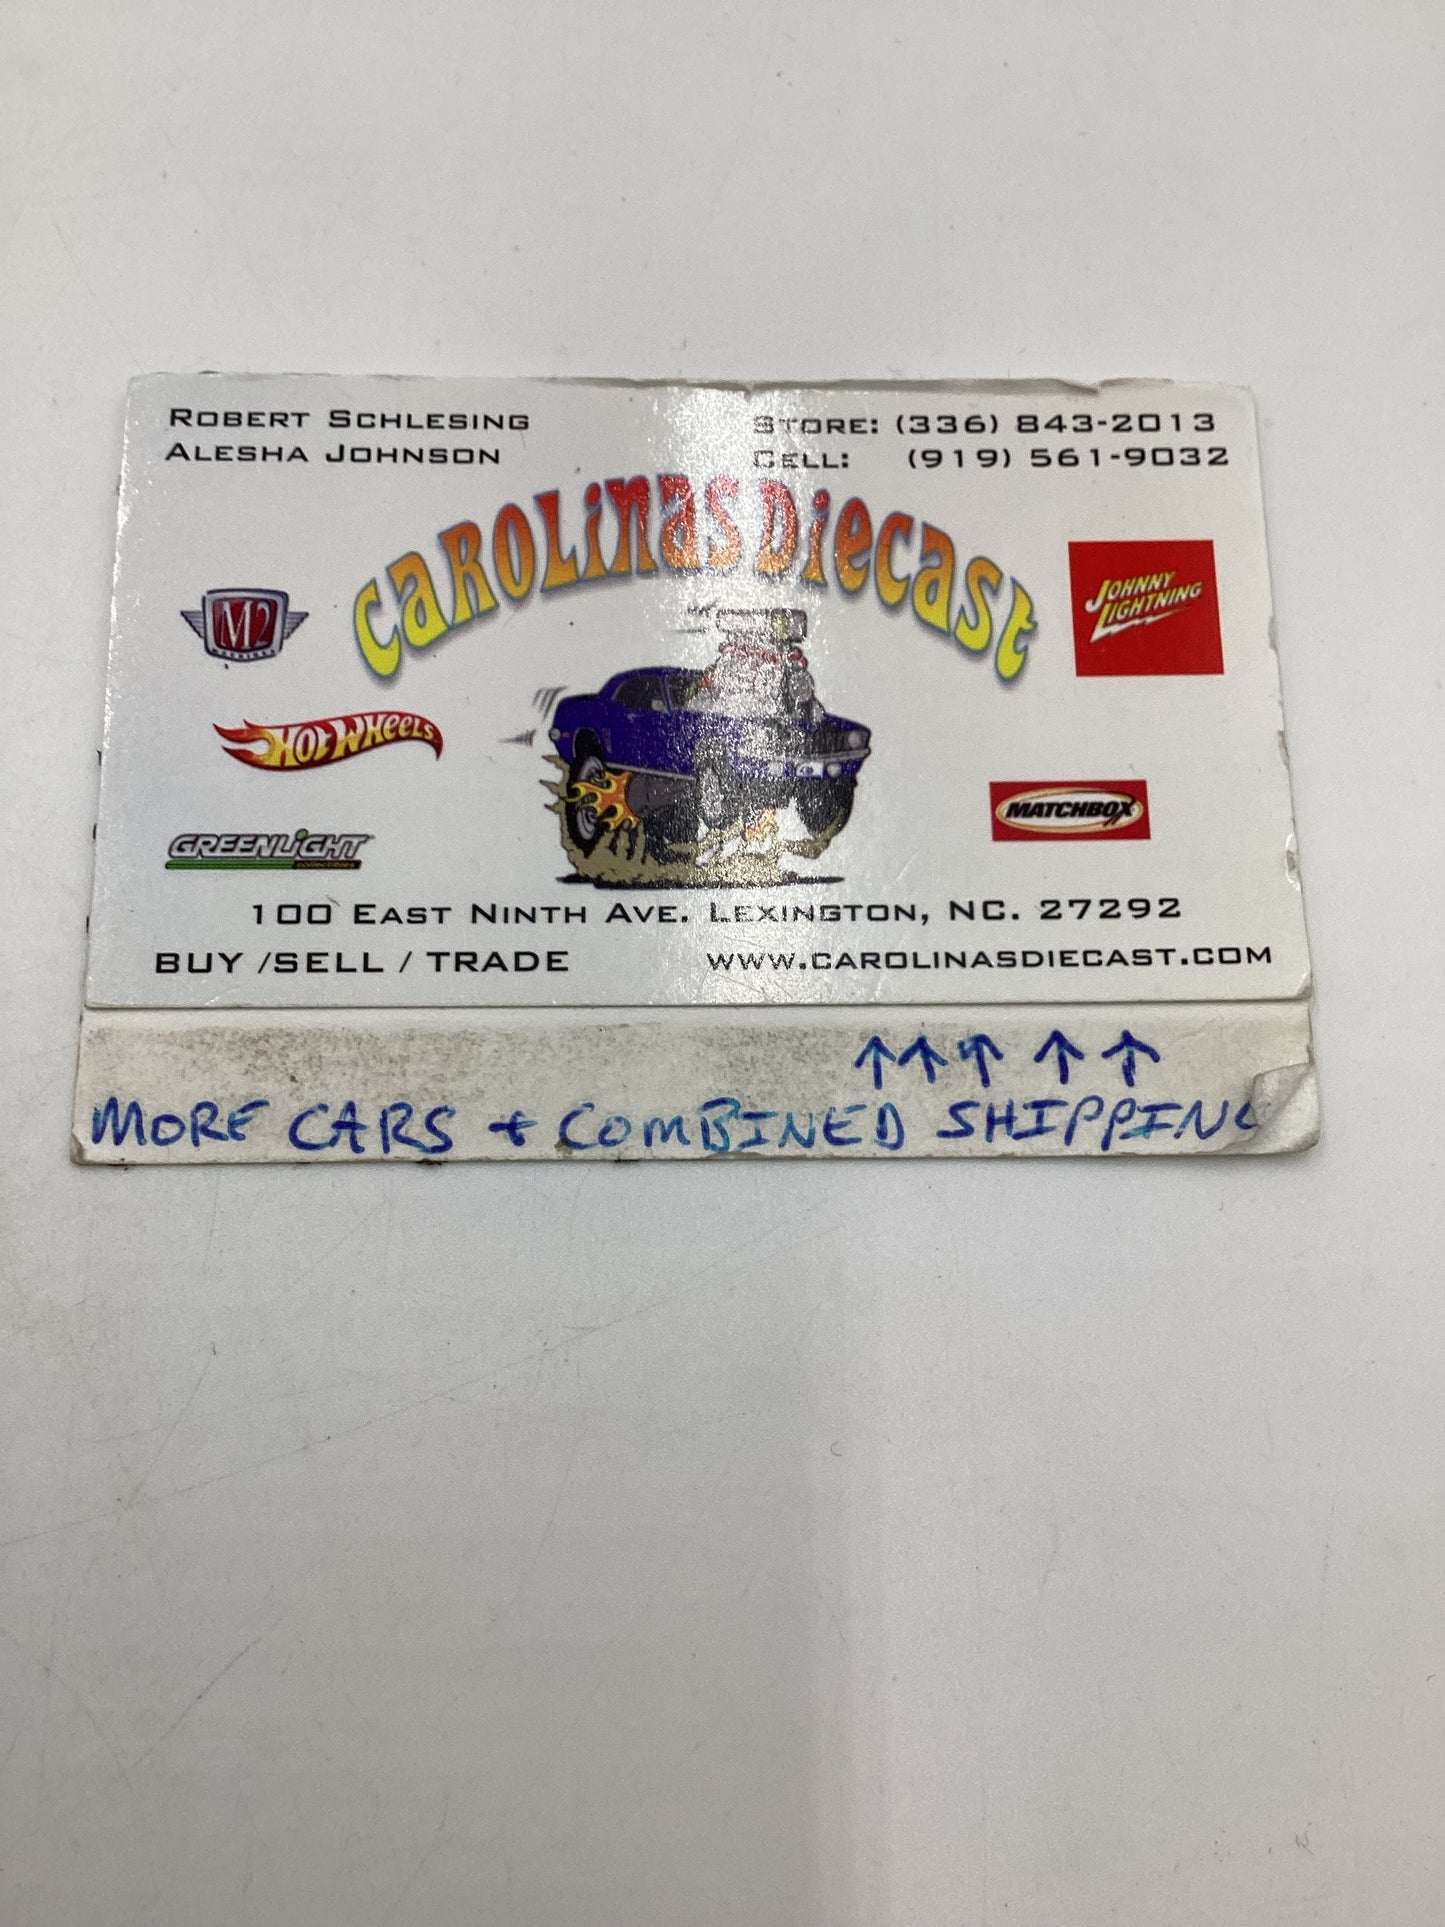 ROBERT SCHLESING
ALESHA JOHNSON
STORE: (336) 843-2013
CELL: (919) 561-9032
CAROLINAS DIECAST
M2
MACHINES
JOHNNY
LIGHTNING
HOT WHEELS
MATCHBOX
GREENLIGHT
collectibles
100 EAST NINTH AVE. LEXINGTON, NC. 27292
BUY /SELL / TRADE
WWW.CAROLINASDIECAST.COM
↑↑↑ ↑ ↑
MORE CARS + COMBINED SHIPPING